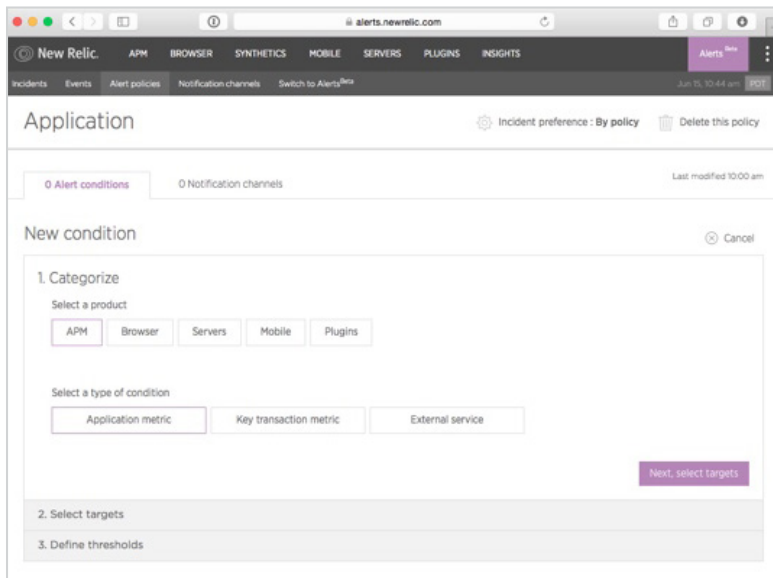 alerts.newrelic.com
New Relic. APM BROWSER SYNTHETICS MOBILE SERVERS PLUGINS INSIGHTS Alerts Beta
Incidents Events Alert policies Notification channels Switch to Alerts Beta Jun 15, 10:44 am PDT
Application Incident preference : By policy Delete this policy
0 Alert conditions 0 Notification channels Last modified 10:00 am
New condition Cancel
1. Categorize
Select a product
APM Browser Servers Mobile Plugins
Select a type of condition
Application metric Key transaction metric External service
Next, select targets
2. Select targets
3. Define thresholds